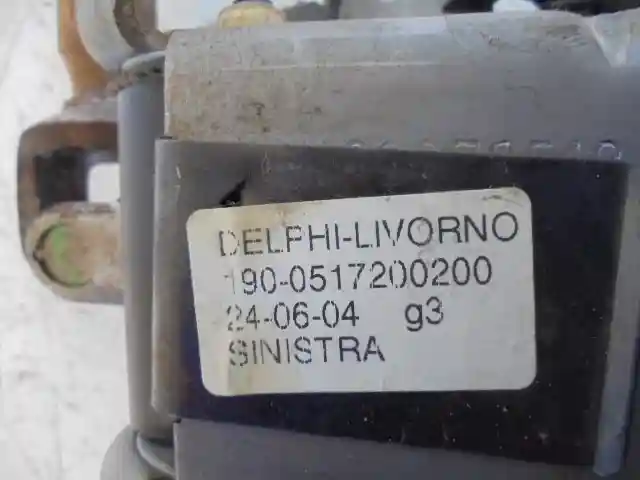 DELPHI-LIVORNO
190-0517200200
24-06-04 g3
SINISTRA